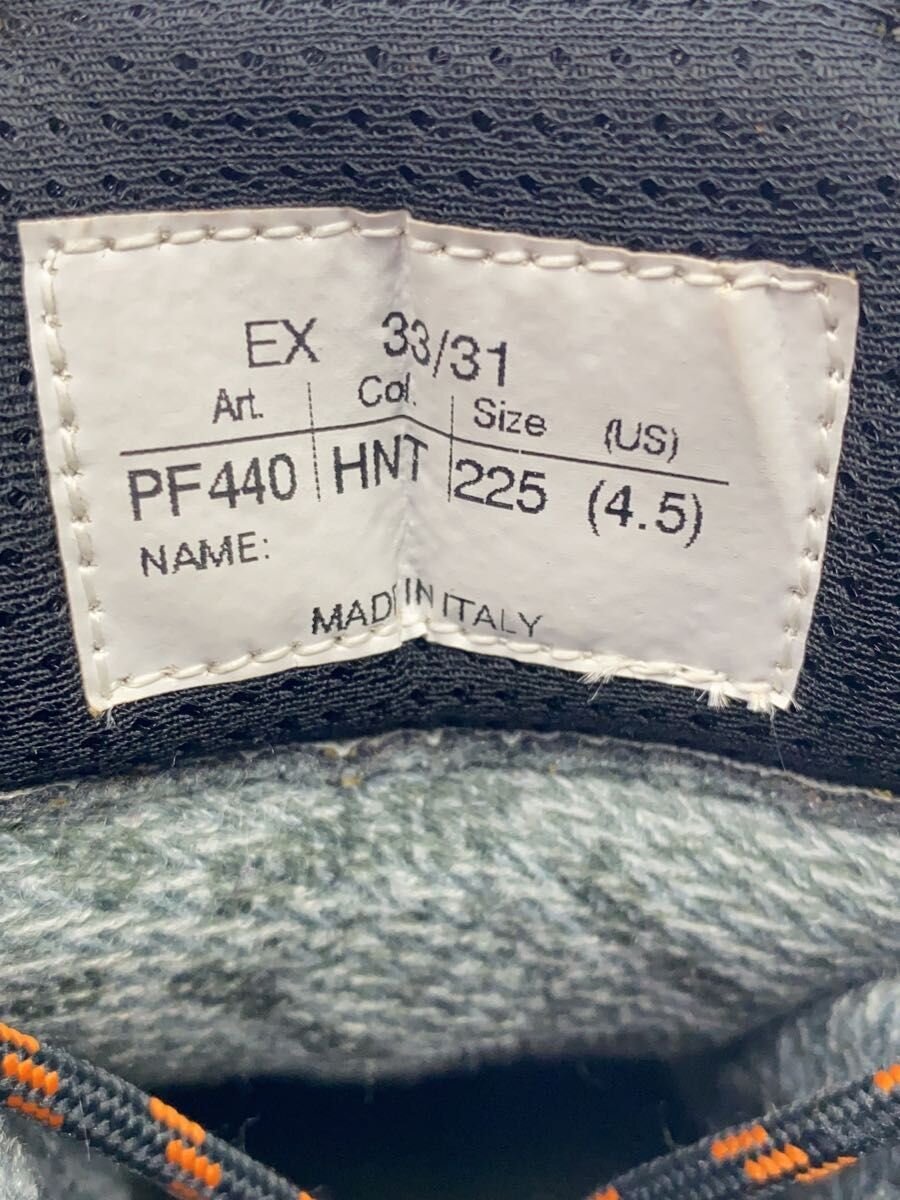 EX 33/31
Art. Col. Size (US)
PF440 HNT 225 (4.5)
NAME:
MADE IN ITALY